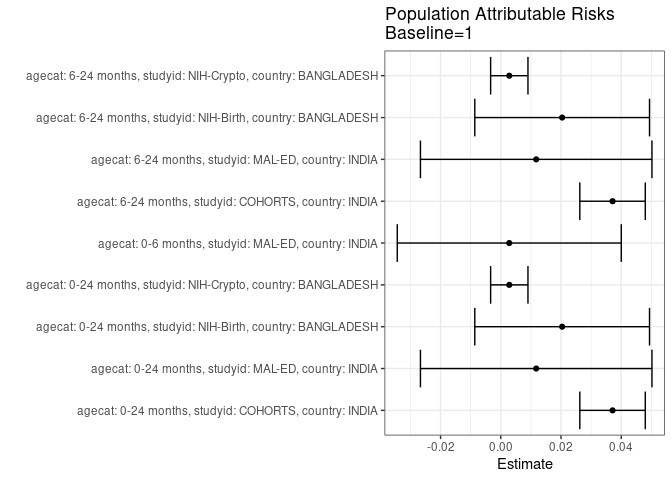 Population Attributable Risks
Baseline=1
agecat: 6-24 months, studyid: NIH-Crypto, country: BANGLADESH
agecat: 6-24 months, studyid: NIH-Birth, country: BANGLADESH
agecat: 6-24 months, studyid: MAL-ED, country: INDIA
agecat: 6-24 months, studyid: COHORTS, country: INDIA
agecat: 0-6 months, studyid: MAL-ED, country: INDIA
agecat: 0-24 months, studyid: NIH-Crypto, country: BANGLADESH
agecat: 0-24 months, studyid: NIH-Birth, country: BANGLADESH
agecat: 0-24 months, studyid: MAL-ED, country: INDIA
agecat: 0-24 months, studyid: COHORTS, country: INDIA
-0.02 0.00 0.02 0.04
Estimate